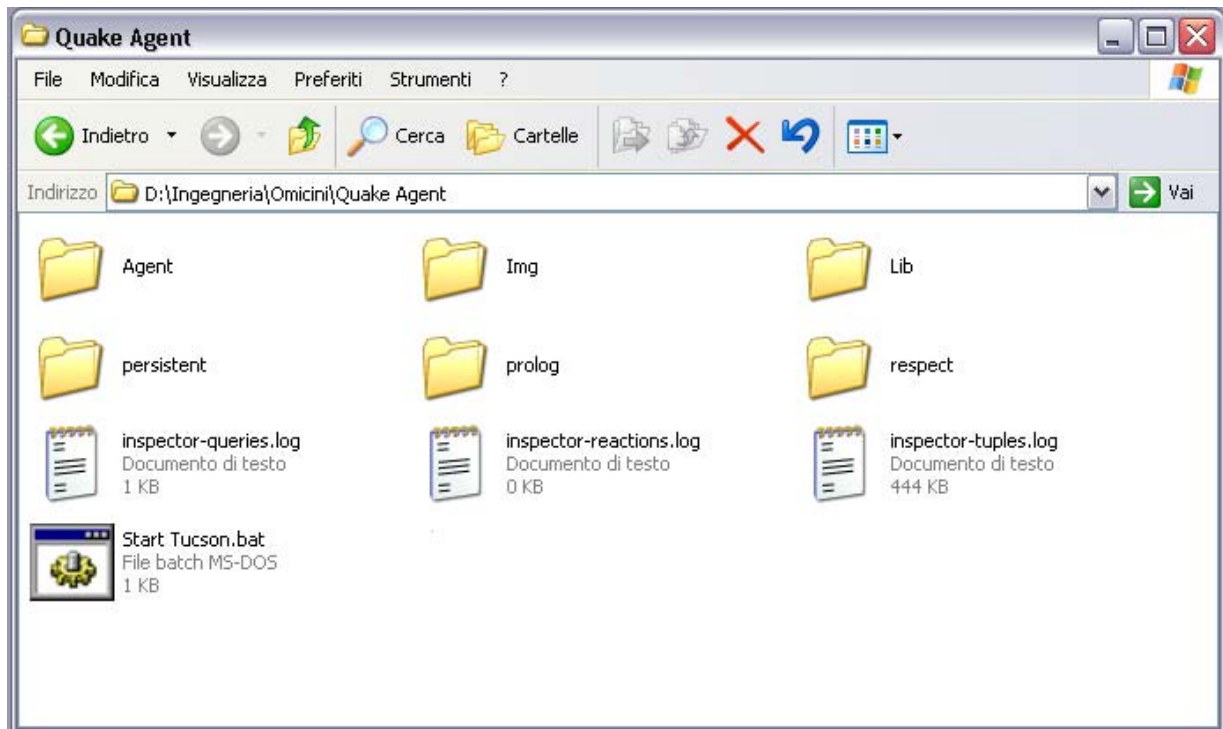 Quake Agent
File Modifica Visualizza Preferiti Strumenti ?
Indietro Cerca Cartelle
Indirizzo D:\Ingegneria\Omicini\Quake Agent Vai
Agent Img Lib
persistent prolog respect
inspector-queries.log inspector-reactions.log inspector-tuples.log
Documento di testo Documento di testo Documento di testo
1 KB 0 KB 444 KB
Start Tucson.bat
File batch MS-DOS
1 KB